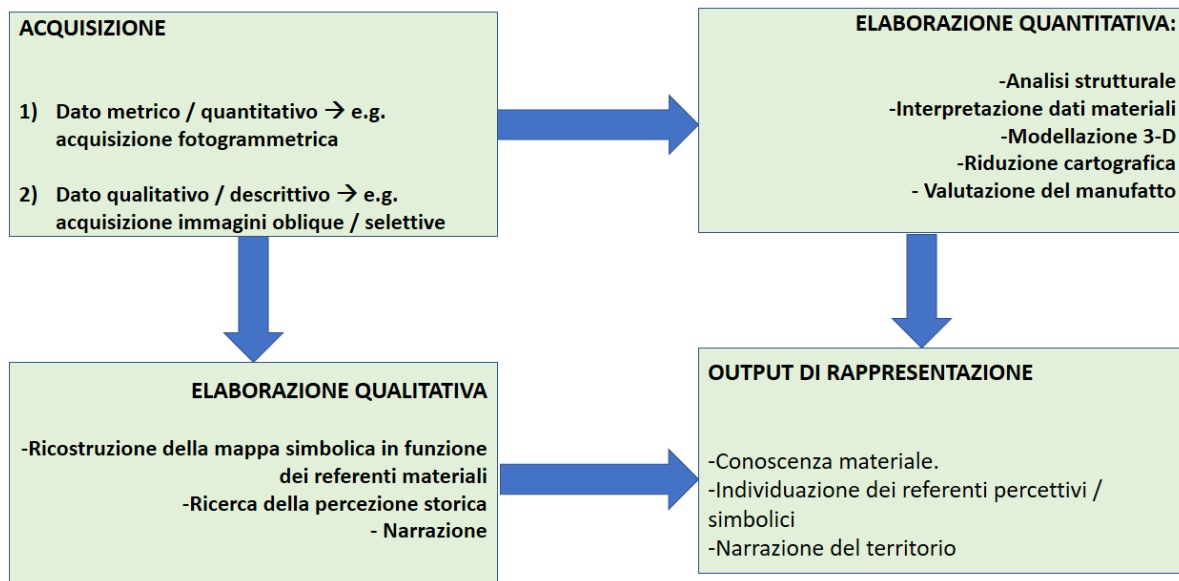 ACQUISIZIONE
1) Dato metrico / quantitativo → e.g.
acquisizione fotogrammetrica
2) Dato qualitativo / descrittivo → e.g.
acquisizione immagini oblique / selettive
ELABORAZIONE QUANTITATIVA:
-Analisi strutturale
-Interpretazione dati materiali
-Modellazione 3-D
-Riduzione cartografica
- Valutazione del manufatto
ELABORAZIONE QUALITATIVA
-Ricostruzione della mappa simbolica in funzione
dei referenti materiali
-Ricerca della percezione storica
- Narrazione
OUTPUT DI RAPPRESENTAZIONE
-Conoscenza materiale.
-Individuazione dei referenti percettivi /
simbolici
-Narrazione del territorio